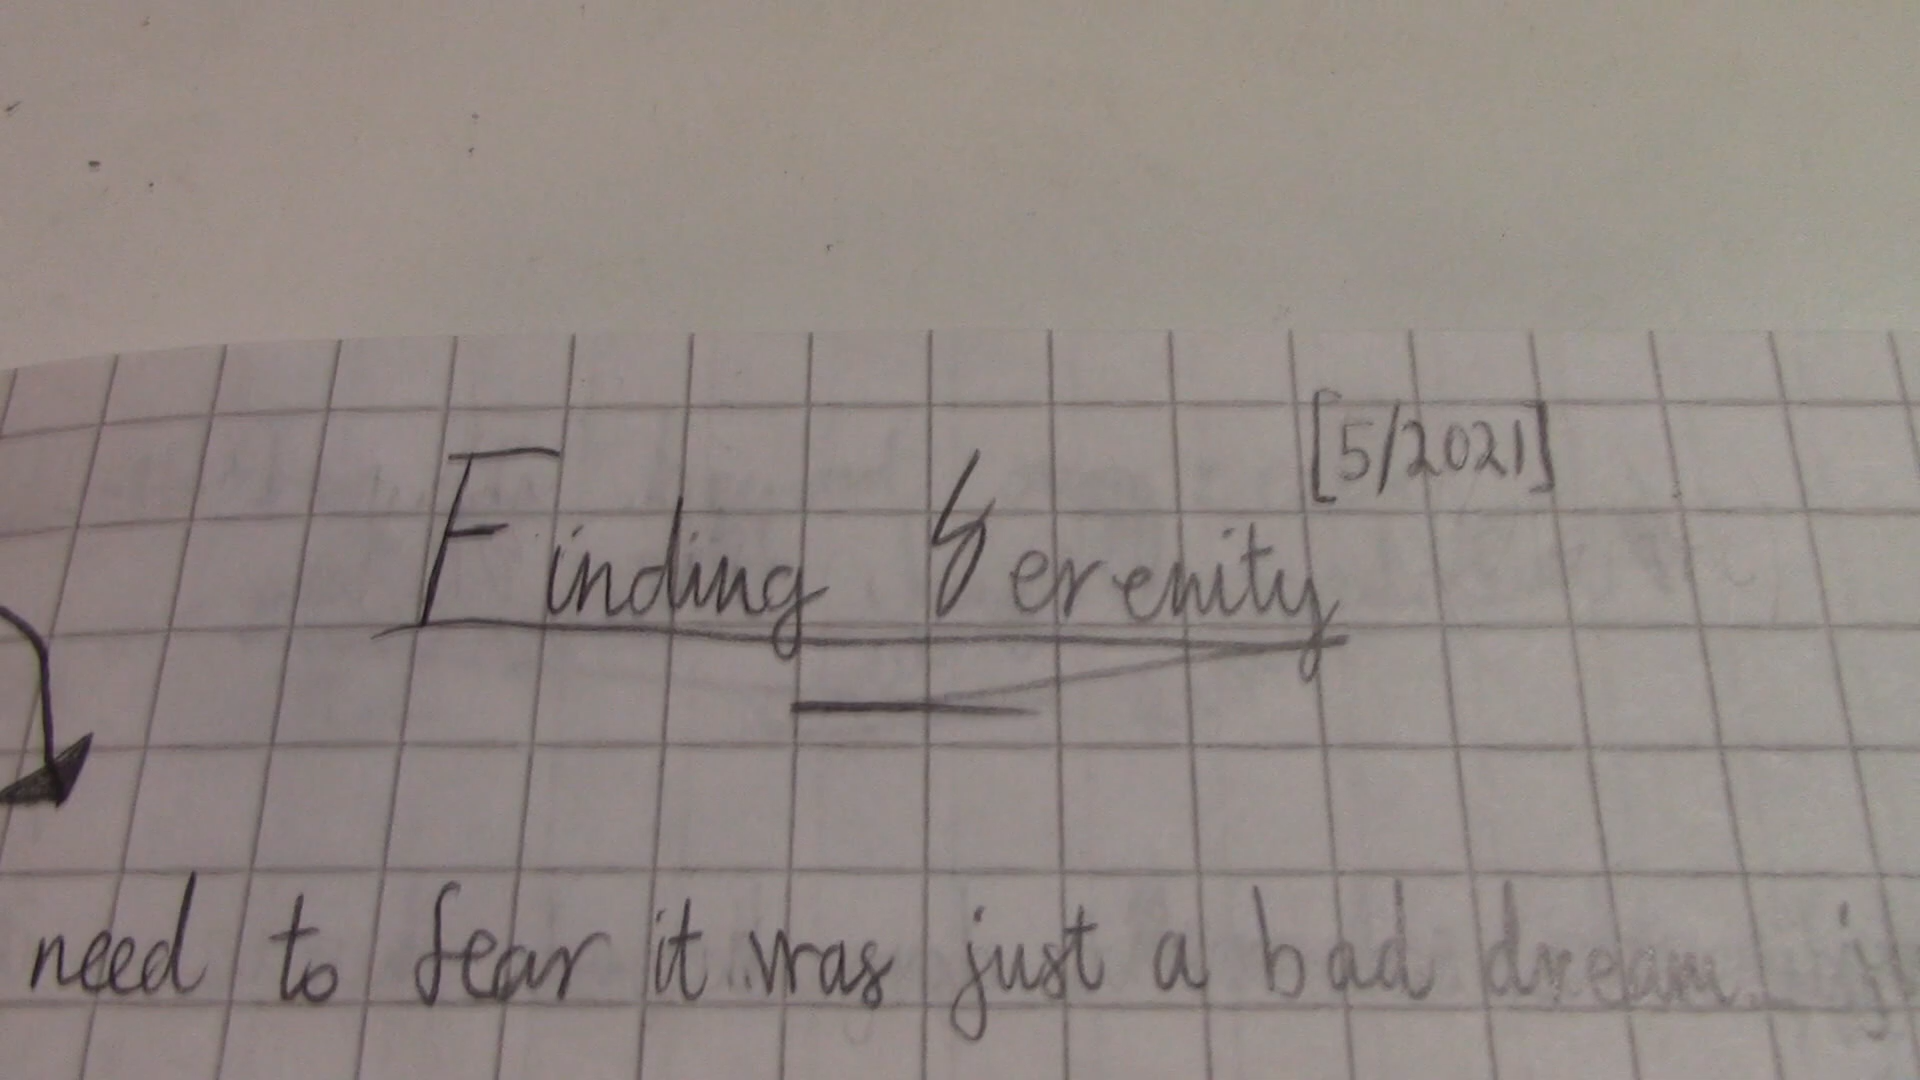 [5/2021]
Finding Serenity
need to fear it was just a bad dream